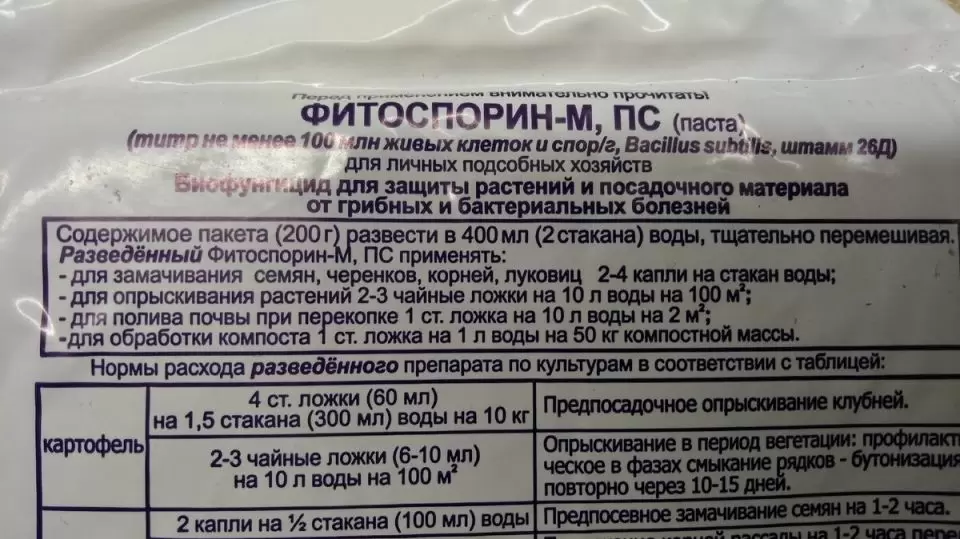 Перед применением внимательно прочитать!
ФИТОСПОРИН-М, ПС (паста)
(титр не менее 100 млн живых клеток и спор/г, Bacillus subtilis, штамм 26Д)
для личных подсобных хозяйств
Биофунгицид для защиты растений и посадочного материала
от грибных и бактериальных болезней
Содержимое пакета (200 г) развести в 400 мл (2 стакана) воды, тщательно перемешивая.
Разведённый Фитоспорин-М, ПС применять:
- для замачивания семян, черенков, корней, луковиц 2-4 капли на стакан воды;
- для опрыскивания растений 2-3 чайные ложки на 10 л воды на 100 м²;
- для полива почвы при перекопке 1 ст. ложка на 10 л воды на 2 м²;
-для обработки компоста 1 ст. ложка на 1 л воды на 50 кг компостной массы.
Нормы расхода разведённого препарата по культурам в соответствии с таблицей:
картофель
4 ст. ложки (60 мл)
на 1,5 стакана (300 мл) воды на 10 кг
Предпосадочное опрыскивание клубней.
2-3 чайные ложки (6-10 мл)
на 10 л воды на 100 м²
Опрыскивание в период вегетации: профилакти
ческое в фазах смыкание рядков - бутонизация
повторно через 10-15 дней.
2 капли на ½ стакана (100 мл) воды
Предпосевное замачивание семян на 1-2 часа.
корней рассады на 1-2 часа пере